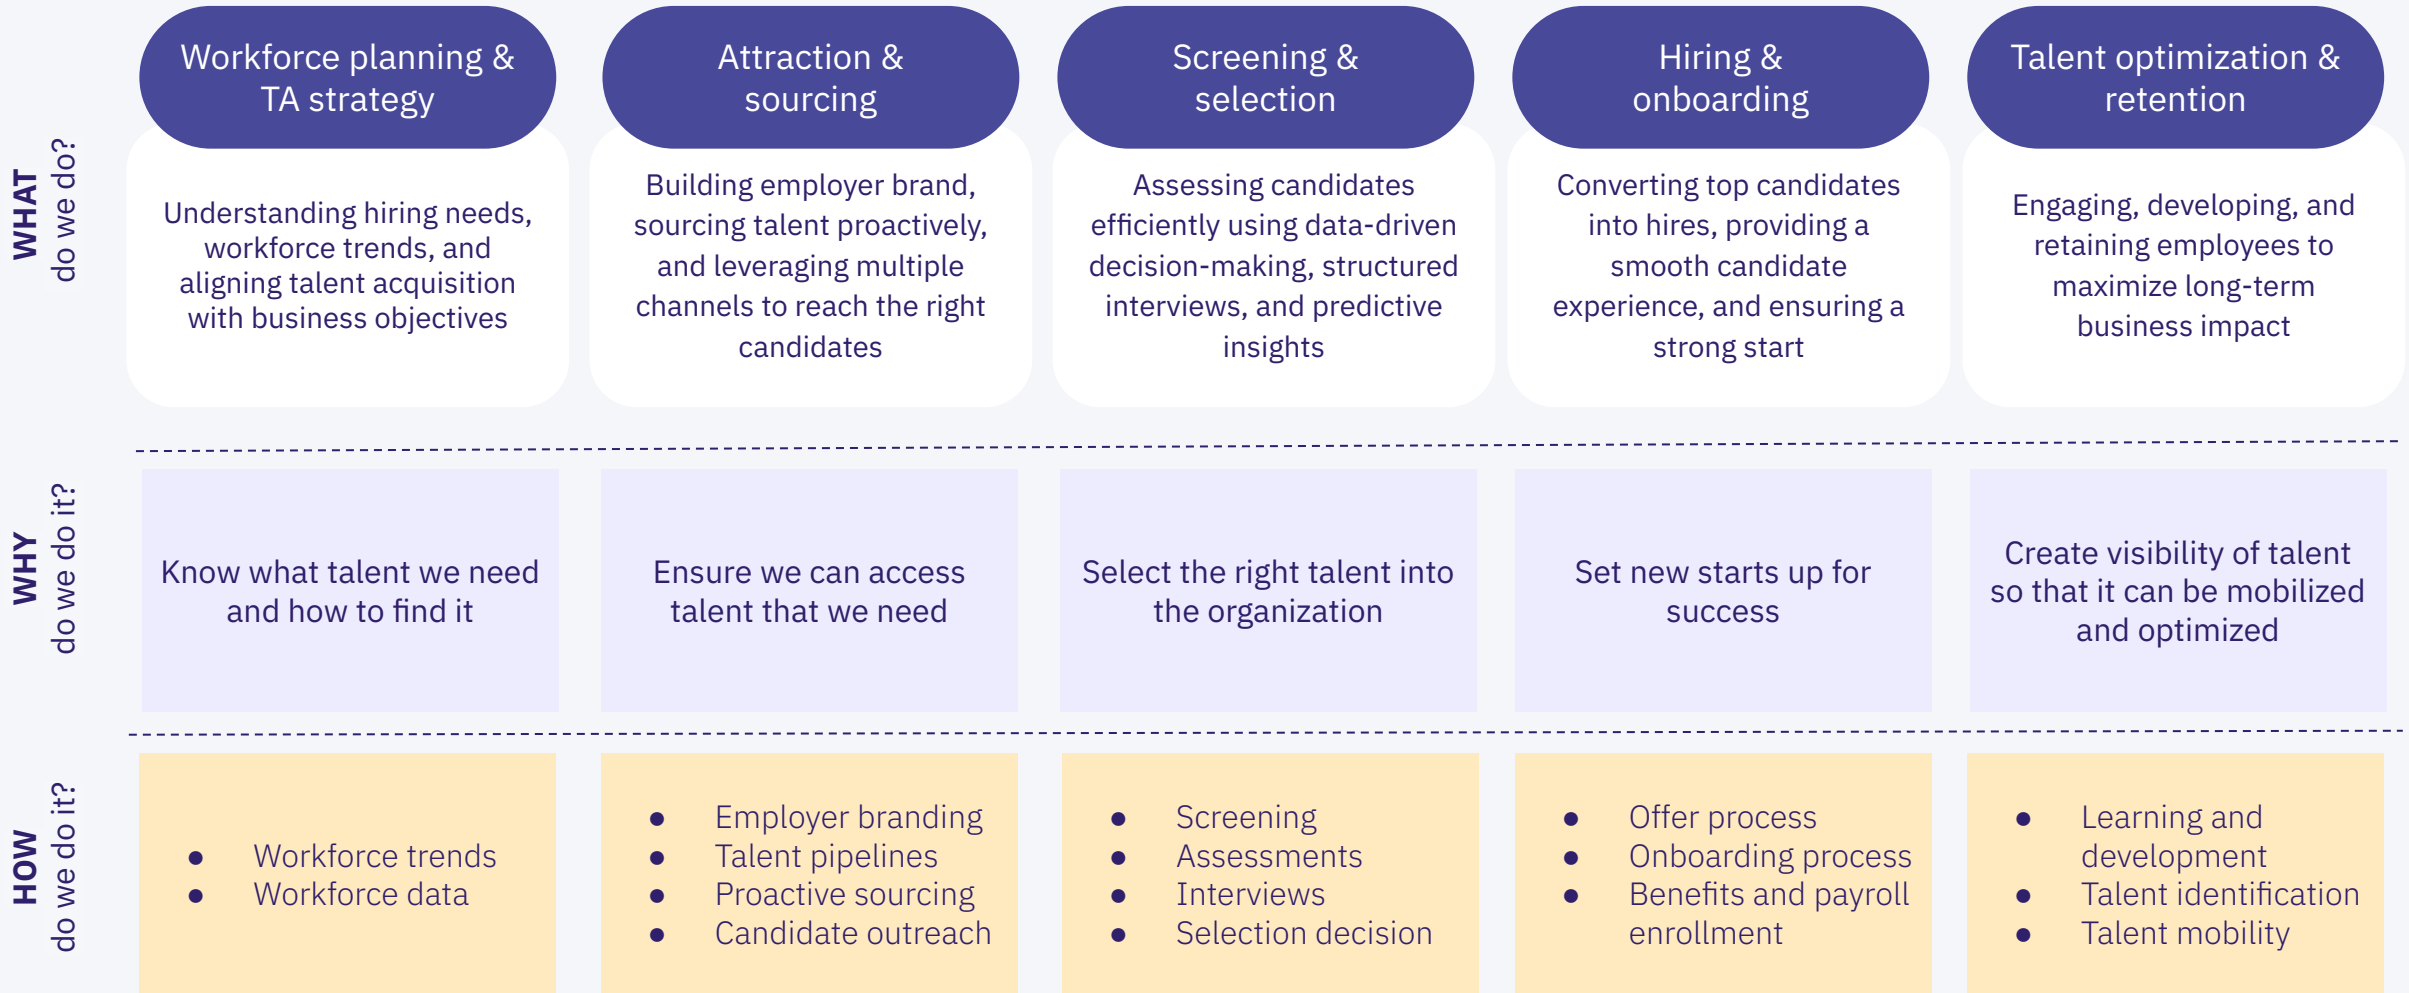 WHAT
do we do?
Workforce planning &
TA strategy
Understanding hiring needs,
workforce trends, and
aligning talent acquisition
with business objectives
Attraction &
sourcing
Building employer brand,
sourcing talent proactively,
and leveraging multiple
channels to reach the right
candidates
Screening &
selection
Assessing candidates
efficiently using data-driven
decision-making, structured
interviews, and predictive
insights
Hiring &
onboarding
Converting top candidates
into hires, providing a
smooth candidate
experience, and ensuring a
strong start
Talent optimization &
retention
Engaging, developing, and
retaining employees to
maximize long-term
business impact
WHY
do we do it?
Know what talent we need
and how to find it
Ensure we can access
talent that we need
Select the right talent into
the organization
Set new starts up for
success
Create visibility of talent
so that it can be mobilized
and optimized
HOW
do we do it?
● Workforce trends
● Workforce data
● Employer branding
● Talent pipelines
● Proactive sourcing
● Candidate outreach
● Screening
● Assessments
● Interviews
● Selection decision
● Offer process
● Onboarding process
● Benefits and payroll
enrollment
● Learning and
development
● Talent identification
● Talent mobility